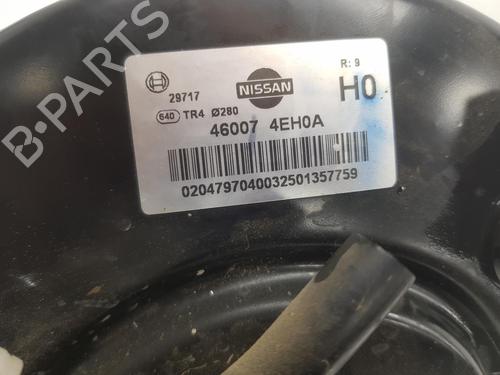 R: 9
29717
NISSAN
H0
640 TR4 Ø280
46007 4EH0A
0204797040032501357759
B-PARTS